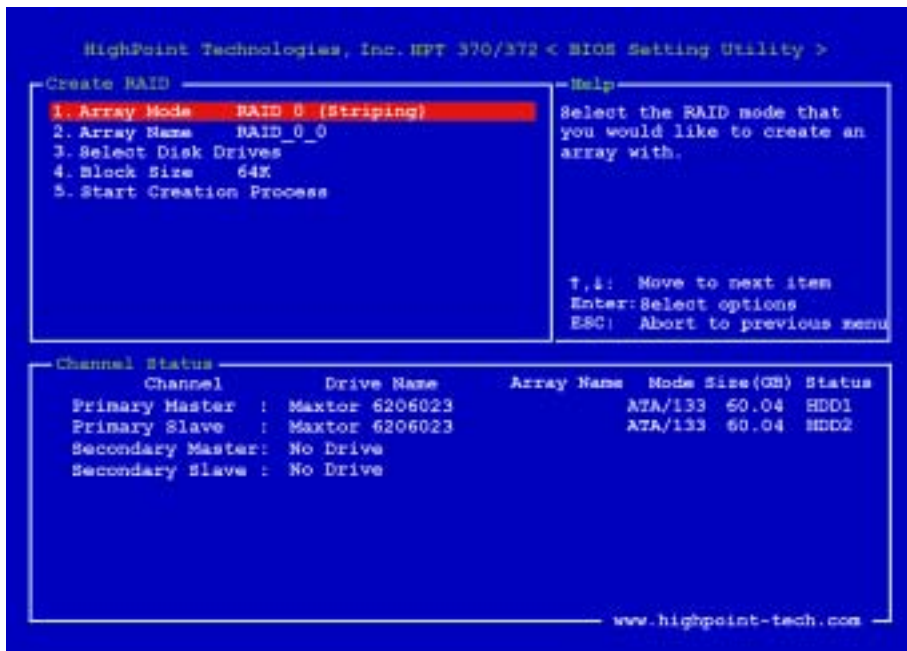 HighPoint Technologies, Inc. HPT 370/372 < BIOS Setting Utility >
Create RAID
1. Array Mode RAID 0 (Striping)
2. Array Name RAID_0_0
3. Select Disk Drives
4. Block Size 64K
5. Start Creation Process
Help
Select the RAID mode that
you would like to create an
array with.
↑,↓: Move to next item
Enter: Select options
ESC: Abort to previous menu
Channel Status
Channel Drive Name Array Name Mode Size(GB) Status
Primary Master : Maxtor 6206023 ATA/133 60.04 HDD1
Primary Slave : Maxtor 6206023 ATA/133 60.04 HDD2
Secondary Master: No Drive
Secondary Slave : No Drive
www.highpoint-tech.com